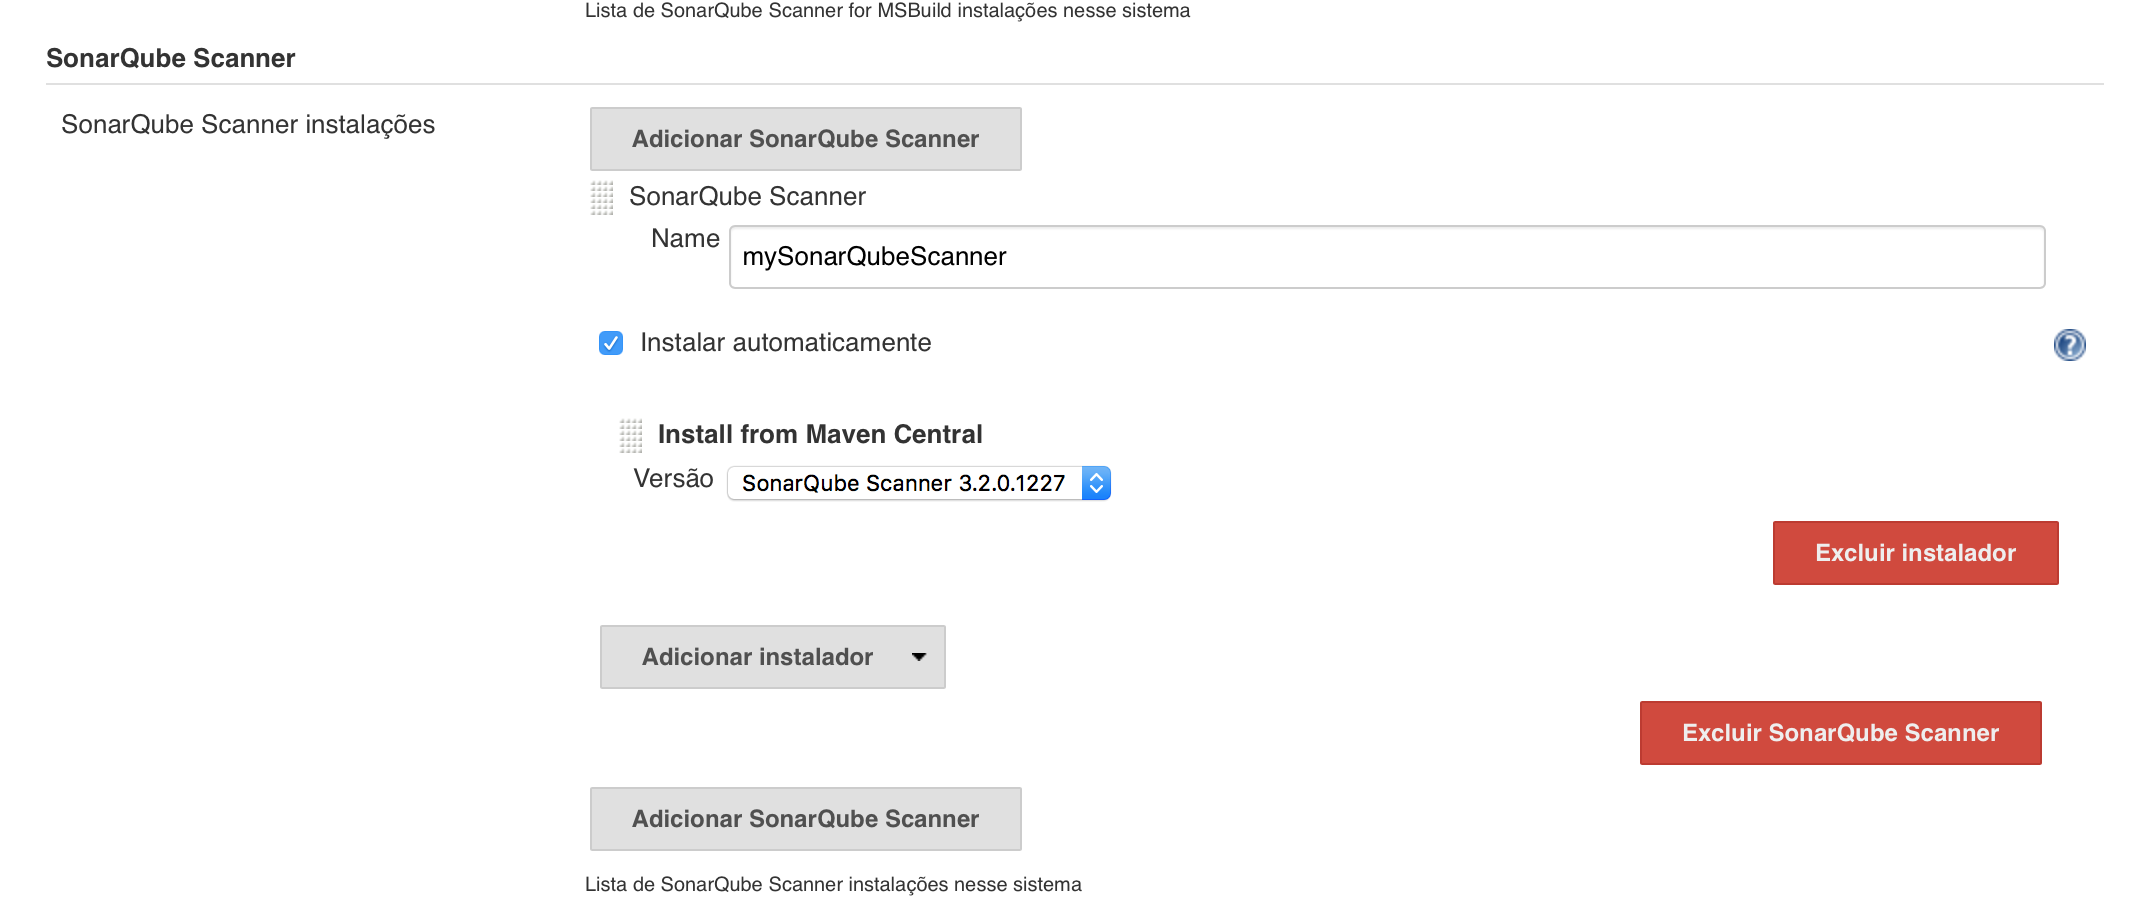 Lista de SonarQube Scanner for MSBuild instalações nesse sistema
SonarQube Scanner
SonarQube Scanner instalações
Adicionar SonarQube Scanner
SonarQube Scanner
Name
mySonarQubeScanner
Instalar automaticamente
?
Install from Maven Central
Versão
SonarQube Scanner 3.2.0.1227
Excluir instalador
Adicionar instalador
Excluir SonarQube Scanner
Adicionar SonarQube Scanner
Lista de SonarQube Scanner instalações nesse sistema